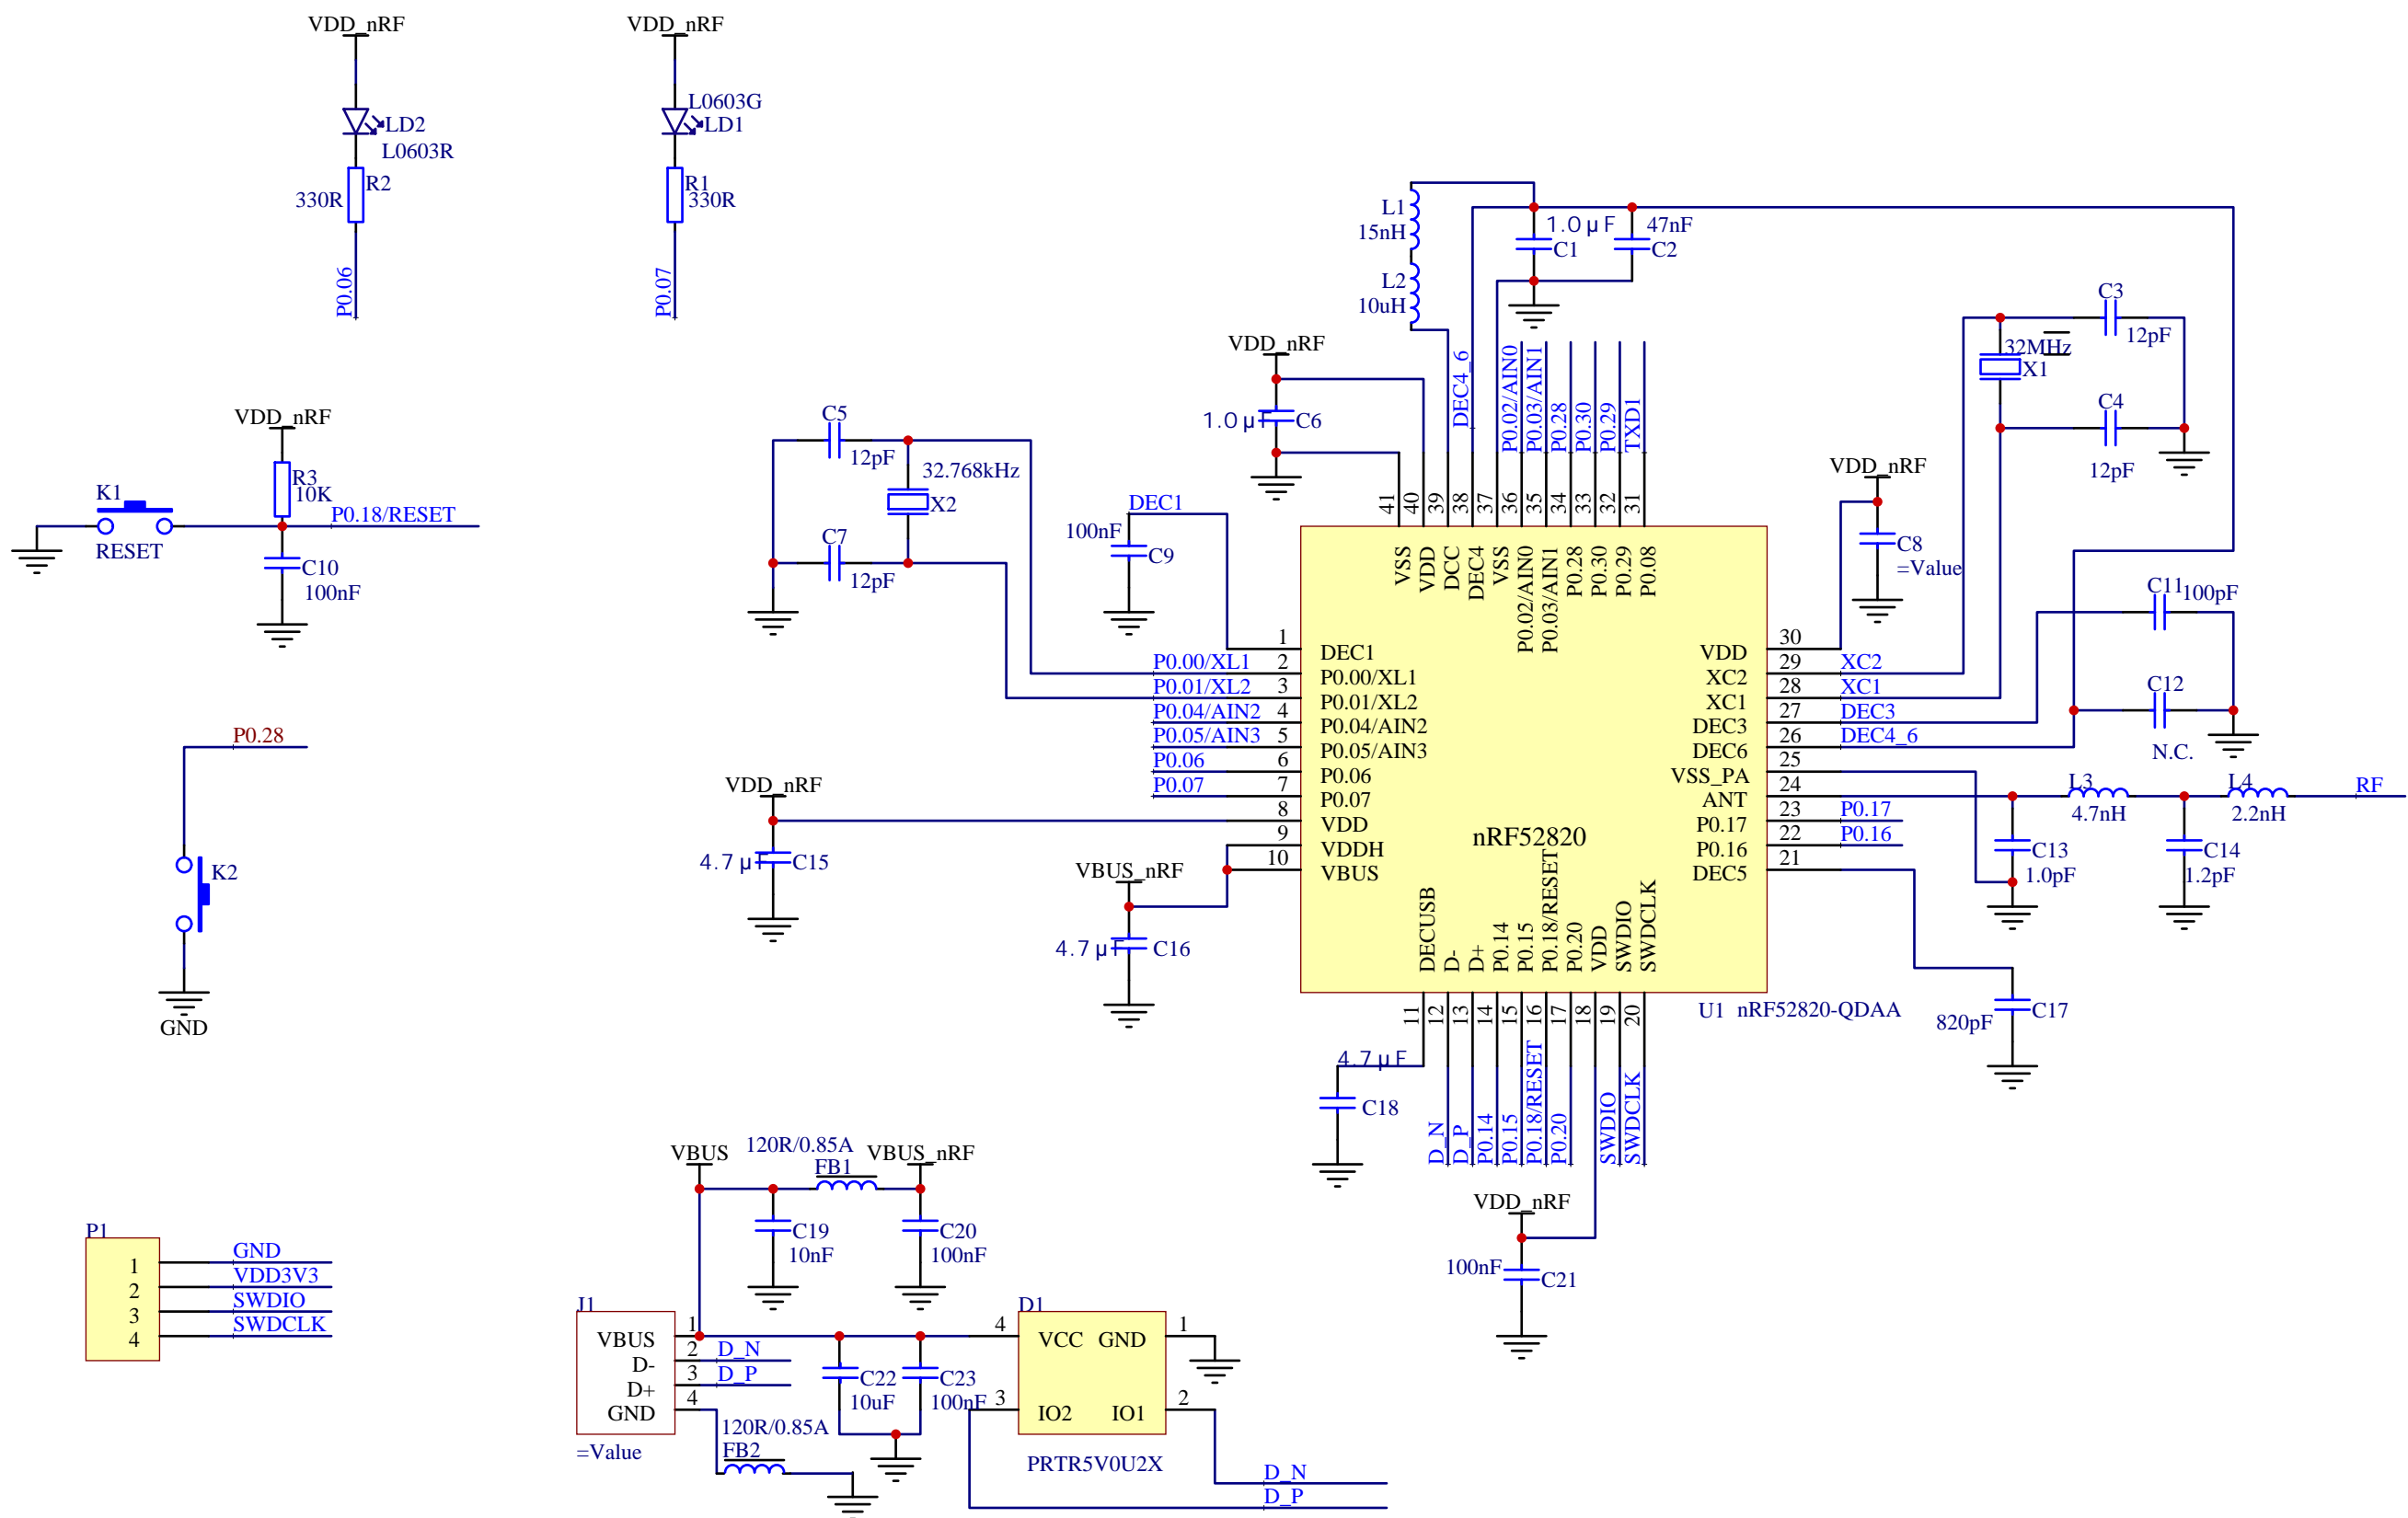 VDD_nRF
LD2
L0603R
R2
330R
P0.06
VDD_nRF
L0603G
LD1
R1
330R
P0.07
VDD_nRF
R3
10K
K1
RESET
P0.18/RESET
C10
100nF
P0.28
K2
GND
P1
1
GND
2
VDD3V3
3
SWDIO
4
SWDCLK
C5
12pF
32.768kHz
X2
C7
12pF
DEC1
100nF
C9
VDD_nRF
1.0µF
C6
L1
15nH
L2
10uH
1.0µF
C1
47nF
C2
DEC4_6
P0.02/AIN0
P0.03/AIN1
P0.28
P0.30
P0.29
TXD1
C3
12pF
32MHz
X1
C4
12pF
VDD_nRF
C8
=Value
C11
100pF
C12
N.C.
41
40
39
38
37
36
35
34
33
32
31
VSS
VDD
DCC
DEC4
VSS
P0.02/AIN0
P0.03/AIN1
P0.28
P0.30
P0.29
P0.08
P0.00/XL1
P0.01/XL2
P0.04/AIN2
P0.05/AIN3
P0.06
P0.07
1
2
3
4
5
6
7
8
9
10
DEC1
P0.00/XL1
P0.01/XL2
P0.04/AIN2
P0.05/AIN3
P0.06
P0.07
VDD
VDDH
VBUS
nRF52820
VDD
XC2
XC1
DEC3
DEC6
VSS_PA
ANT
P0.17
P0.16
DEC5
30
29
28
27
26
25
24
23
22
21
XC2
XC1
DEC3
DEC4_6
P0.17
P0.16
L3
4.7nH
L4
2.2nH
RF
C13
1.0pF
C14
1.2pF
VDD_nRF
4.7µF
C15
VBUS_nRF
4.7µF
C16
DECUSB
D-
D+
P0.14
P0.15
P0.18/RESET
P0.20
VDD
SWDIO
SWDCLK
11
12
13
14
15
16
17
18
19
20
U1 nRF52820-QDAA
820pF
C17
4.7µF
C18
D_N
D_P
P0.14
P0.15
P0.18/RESET
P0.20
SWDIO
SWDCLK
VDD_nRF
100nF
C21
VBUS
120R/0.85A
FB1
VBUS_nRF
C19
10nF
C20
100nF
J1
VBUS
D-
D+
GND
1
2
3
4
D_N
D_P
=Value
120R/0.85A
FB2
C22
10uF
C23
100nF
D1
4
VCC
GND
1
3
IO2
IO1
2
PRTR5V0U2X
D_N
D_P